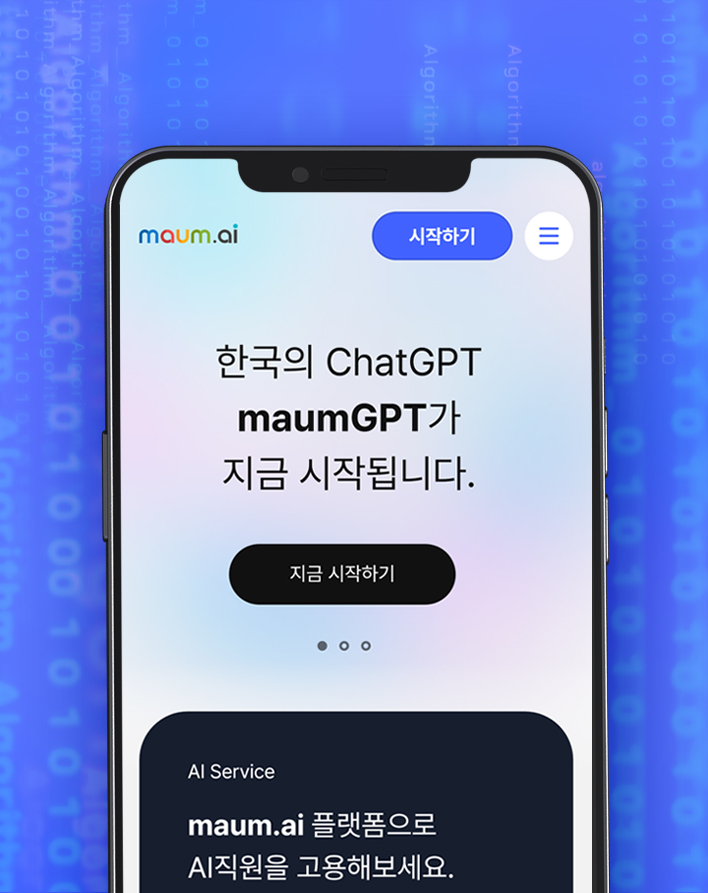 maum.ai
시작하기
한국의 ChatGPT
maumGPT가
지금 시작됩니다.
지금 시작하기
AI Service
maum.ai 플랫폼으로
AI직원을 고용해보세요.